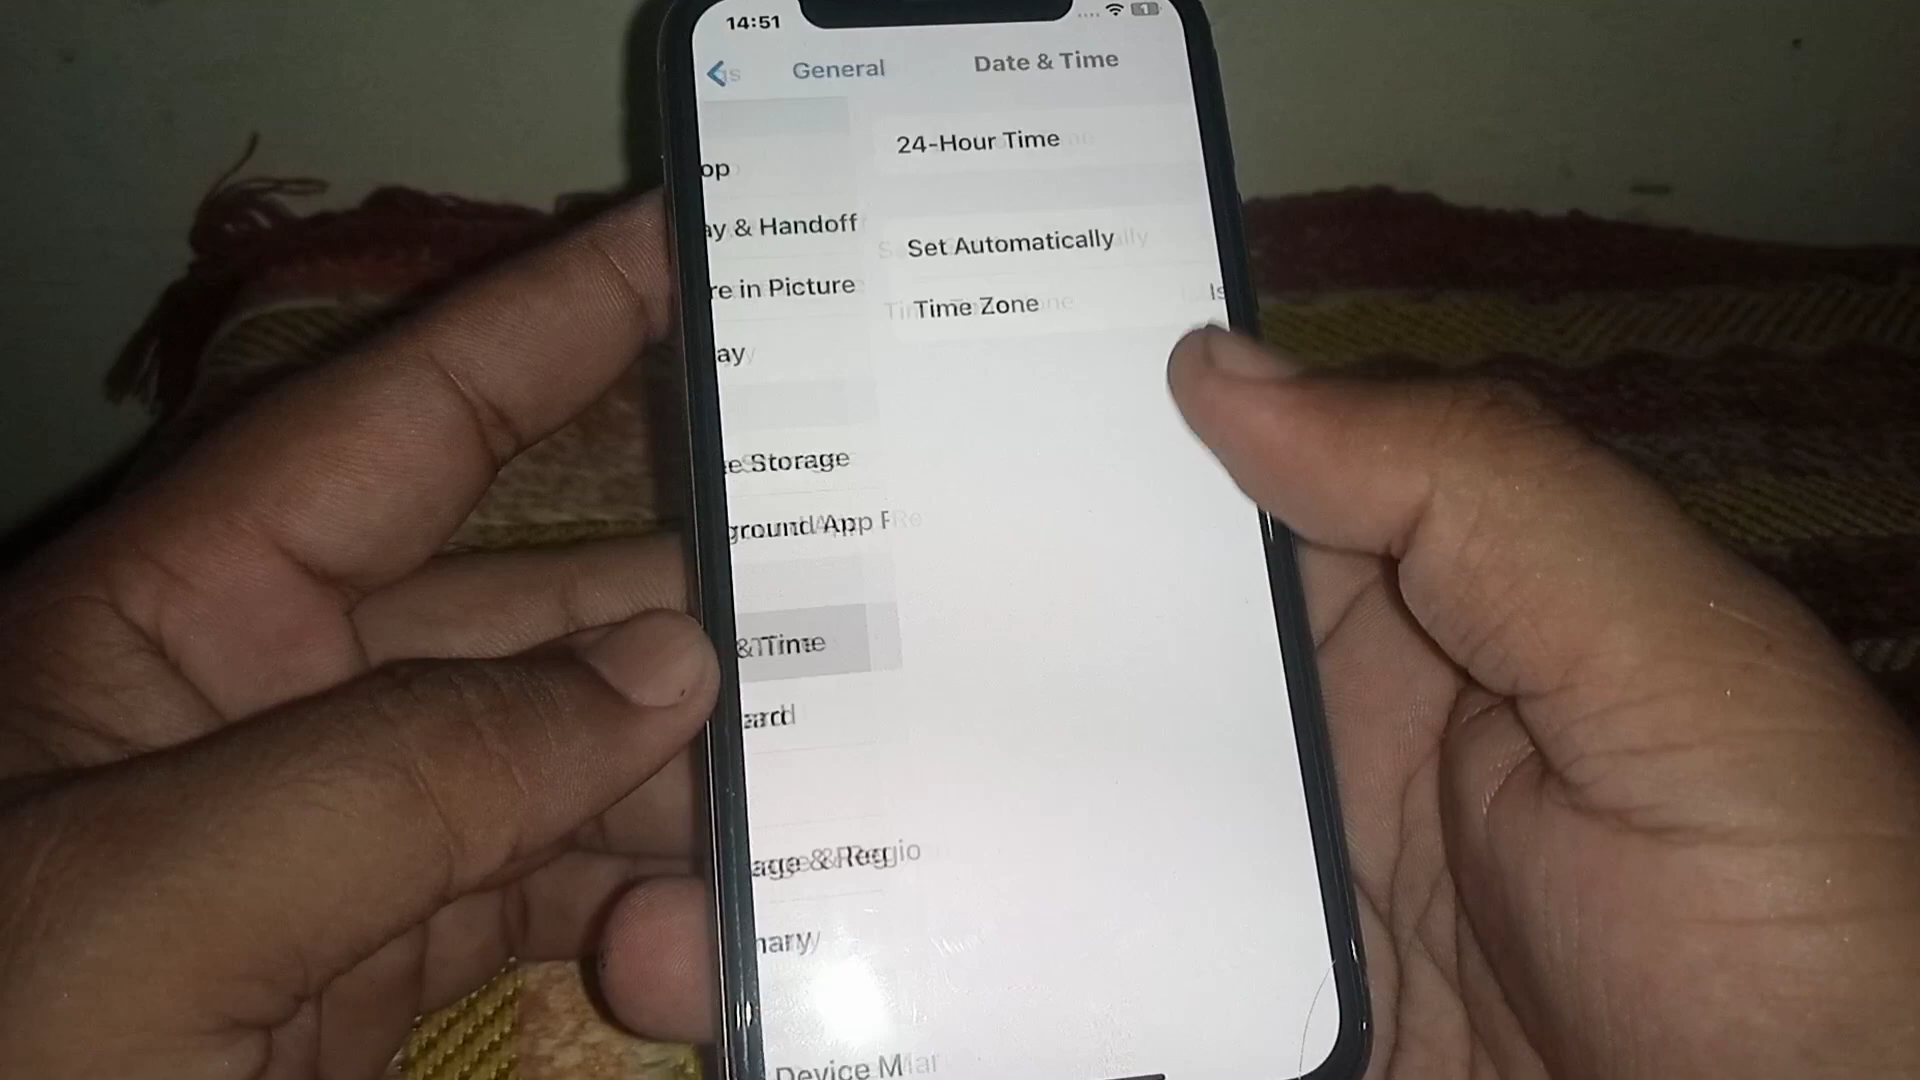 14:51
General Date & Time
24-Hour Time
op
Set Automatically
ay & Handoff
re in Picture
Time Zone
Is
ay
e Storage
ground App R
& Time
ard
age & Regio
nary
Device M